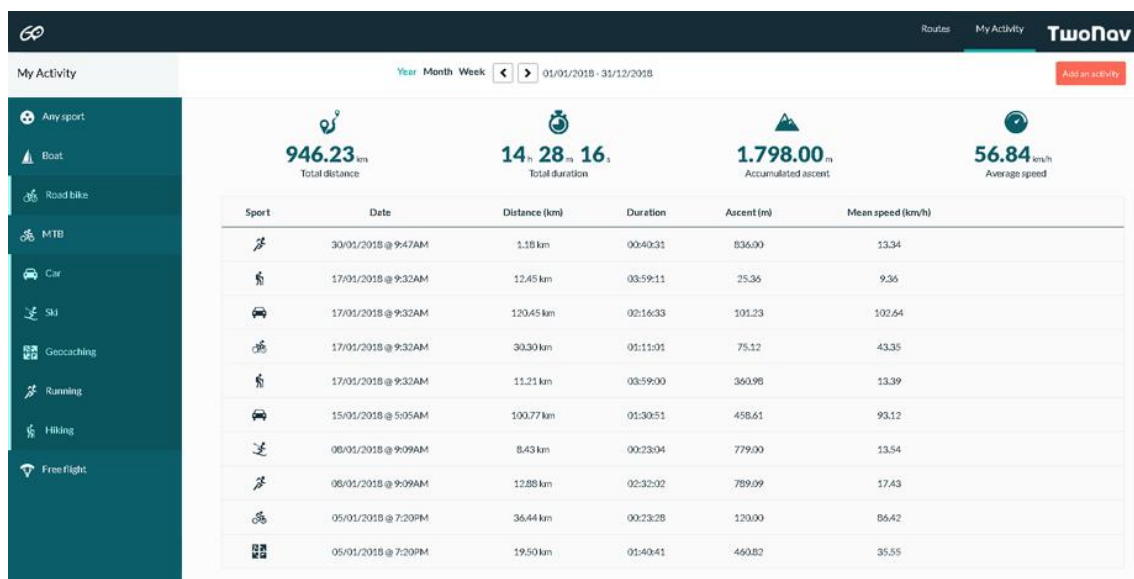 GO
Routes My Activity TwoNav
My Activity
Year Month Week 01/01/2018 - 31/12/2018
Add an activity
Any sport
Boat
Road bike
MTB
Car
Ski
Geocaching
Running
Hiking
Free flight
946.23 km
Total distance
14 h 28 m 16 s
Total duration
1.798.00 m
Accumulated ascent
56.84 km/h
Average speed
Sport Date Distance (km) Duration Ascent (m) Mean speed (km/h)
30/01/2018 @ 9:47AM 1.18 km 00:40:31 836.00 13.34
17/01/2018 @ 9:32AM 12.45 km 03:59:11 25.36 9.36
17/01/2018 @ 9:32AM 120.45 km 02:16:33 101.23 102.64
17/01/2018 @ 9:32AM 30.30 km 01:11:01 75.12 43.35
17/01/2018 @ 9:32AM 11.21 km 03:59:00 360.98 13.39
15/01/2018 @ 5:05AM 100.77 km 01:30:51 458.61 93.12
08/01/2018 @ 9:09AM 8.43 km 00:23:04 779.00 13.54
08/01/2018 @ 9:09AM 12.88 km 02:32:02 789.09 17.43
05/01/2018 @ 7:20PM 36.44 km 00:23:28 120.00 86.42
05/01/2018 @ 7:20PM 19.50 km 01:40:41 460.82 35.55